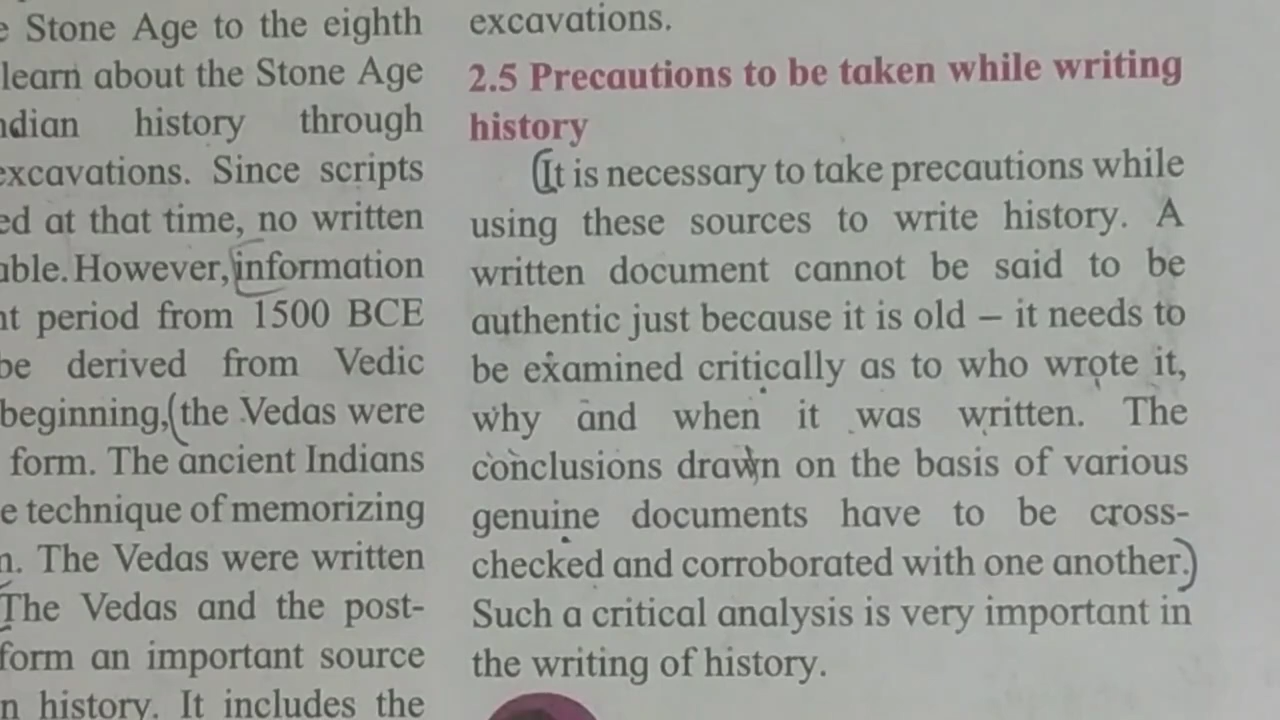 Stone Age to the eighth
learn about the Stone Age
history through
excavations. Since scripts
at that time, no written
However, information
period from 1500 BCE
be derived from Vedic
beginning, (the Vedas were
form. The ancient Indians
technique of memorizing
The Vedas were written
The Vedas and the post-
form an important source
history. It includes the
excavations.
2.5 Precautions to be taken while writing
history
(It is necessary to take precautions while
using these sources to write history. A
written document cannot be said to be
authentic just because it is old – it needs to
be examined critically as to who wrote it,
why and when it was written. The
conclusions drawn on the basis of various
genuine documents have to be cross-
checked and corroborated with one another.)
Such a critical analysis is very important in
the writing of history.